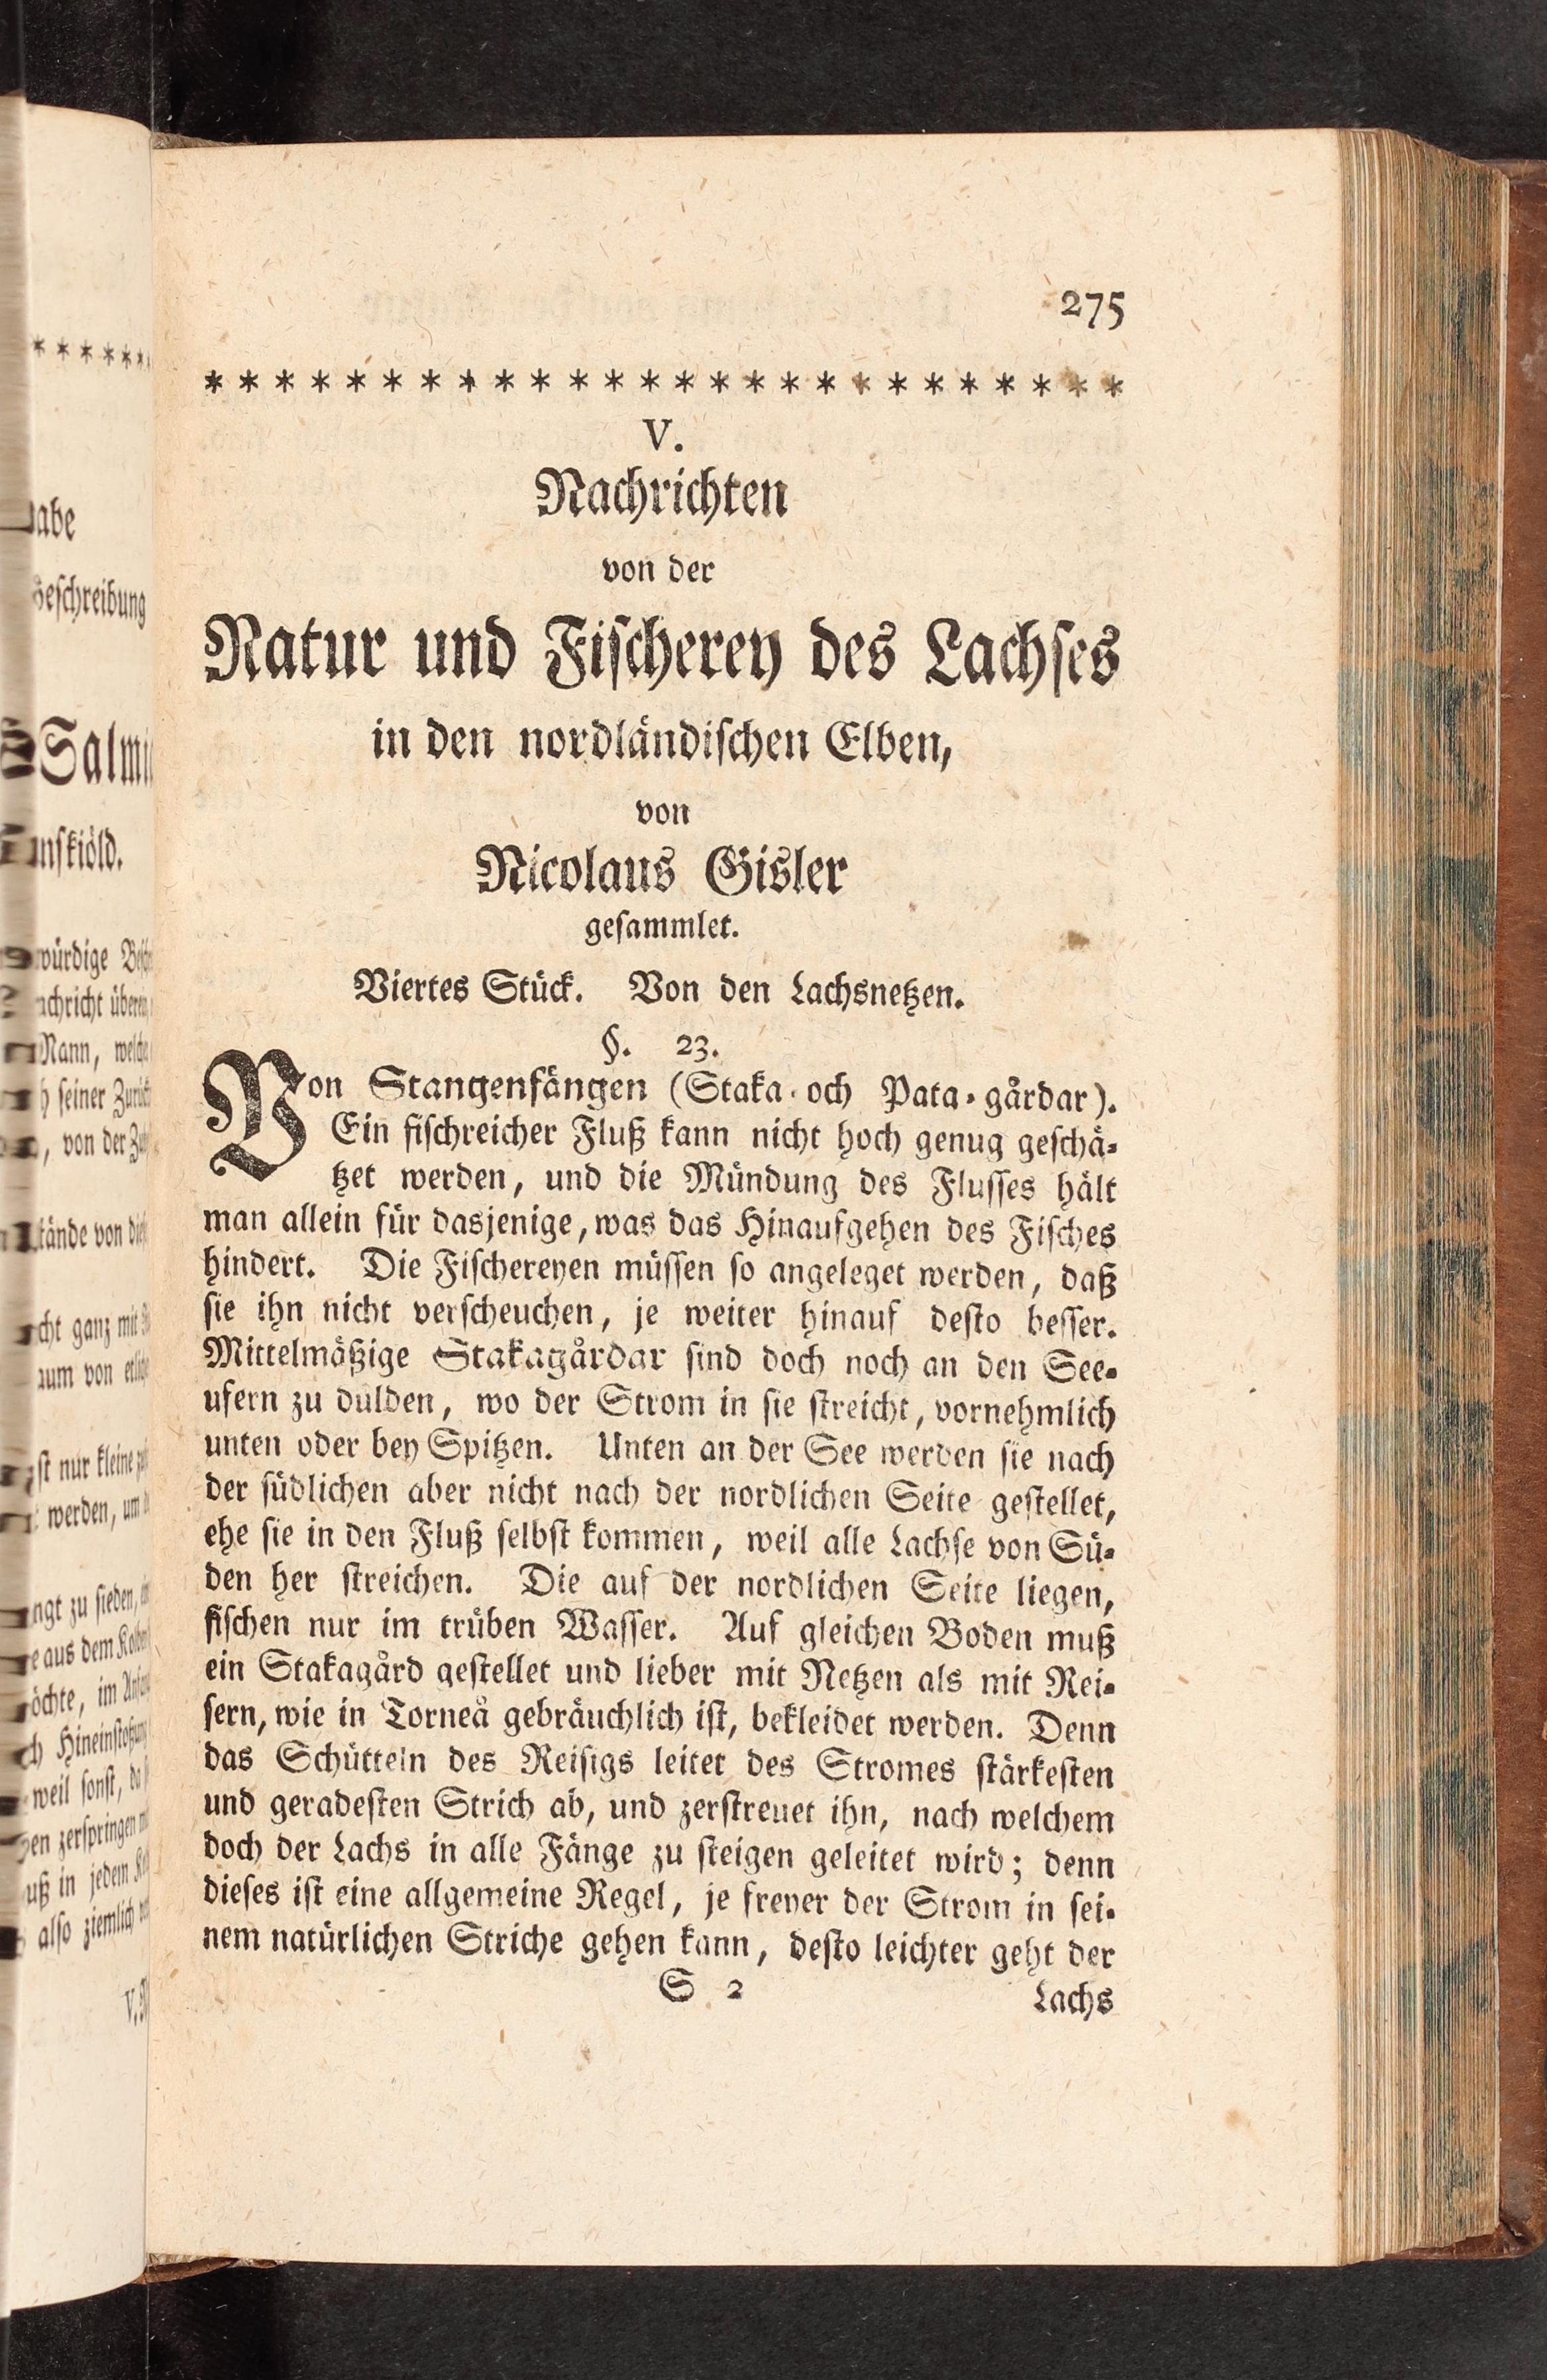 275
* * * * * * * * * * * * * * * * * * * * * * * * * *
V.
Nachrichten
von der
Natur und Fischerey des Lachses
in den nordländischen Elben,
von
Nicolaus Gisler
gesammlet.
Viertes Stück. Von den Lachsnetzen.
§. 23.
Von Stangenfängen (Staka-och Pata-gårdar).
Ein fischreicher Fluß kann nicht hoch genug geschä-
tzet werden, und die Mündung des Flusses hält
man allein für dasjenige, was das Hinaufgehen des Fisches
hindert. Die Fischereyen müssen so angeleget werden, daß
sie ihn nicht verscheuchen, je weiter hinauf desto besser.
Mittelmäßige Stakagårdar sind doch noch an den See-
ufern zu dulden, wo der Strom in sie streicht, vornehmlich
unten oder bey Spitzen. Unten an der See werden sie nach
der südlichen aber nicht nach der nordlichen Seite gestellet,
ehe sie in den Fluß selbst kommen, weil alle Lachse von Sü-
den her streichen. Die auf der nordlichen Seite liegen,
fischen nur im trüben Wasser. Auf gleichen Boden muß
ein Stakagård gestellet und lieber mit Netzen als mit Rei-
sern, wie in Torneå gebräuchlich ist, bekleidet werden. Denn
das Schütteln des Reisigs leitet des Stromes stärkesten
und geradesten Strich ab, und zerstreuet ihn, nach welchem
doch der Lachs in alle Fänge zu steigen geleitet wird; denn
dieses ist eine allgemeine Regel, je freyer der Strom in sei-
nem natürlichen Striche gehen kann, desto leichter geht der
S 2 Lachs